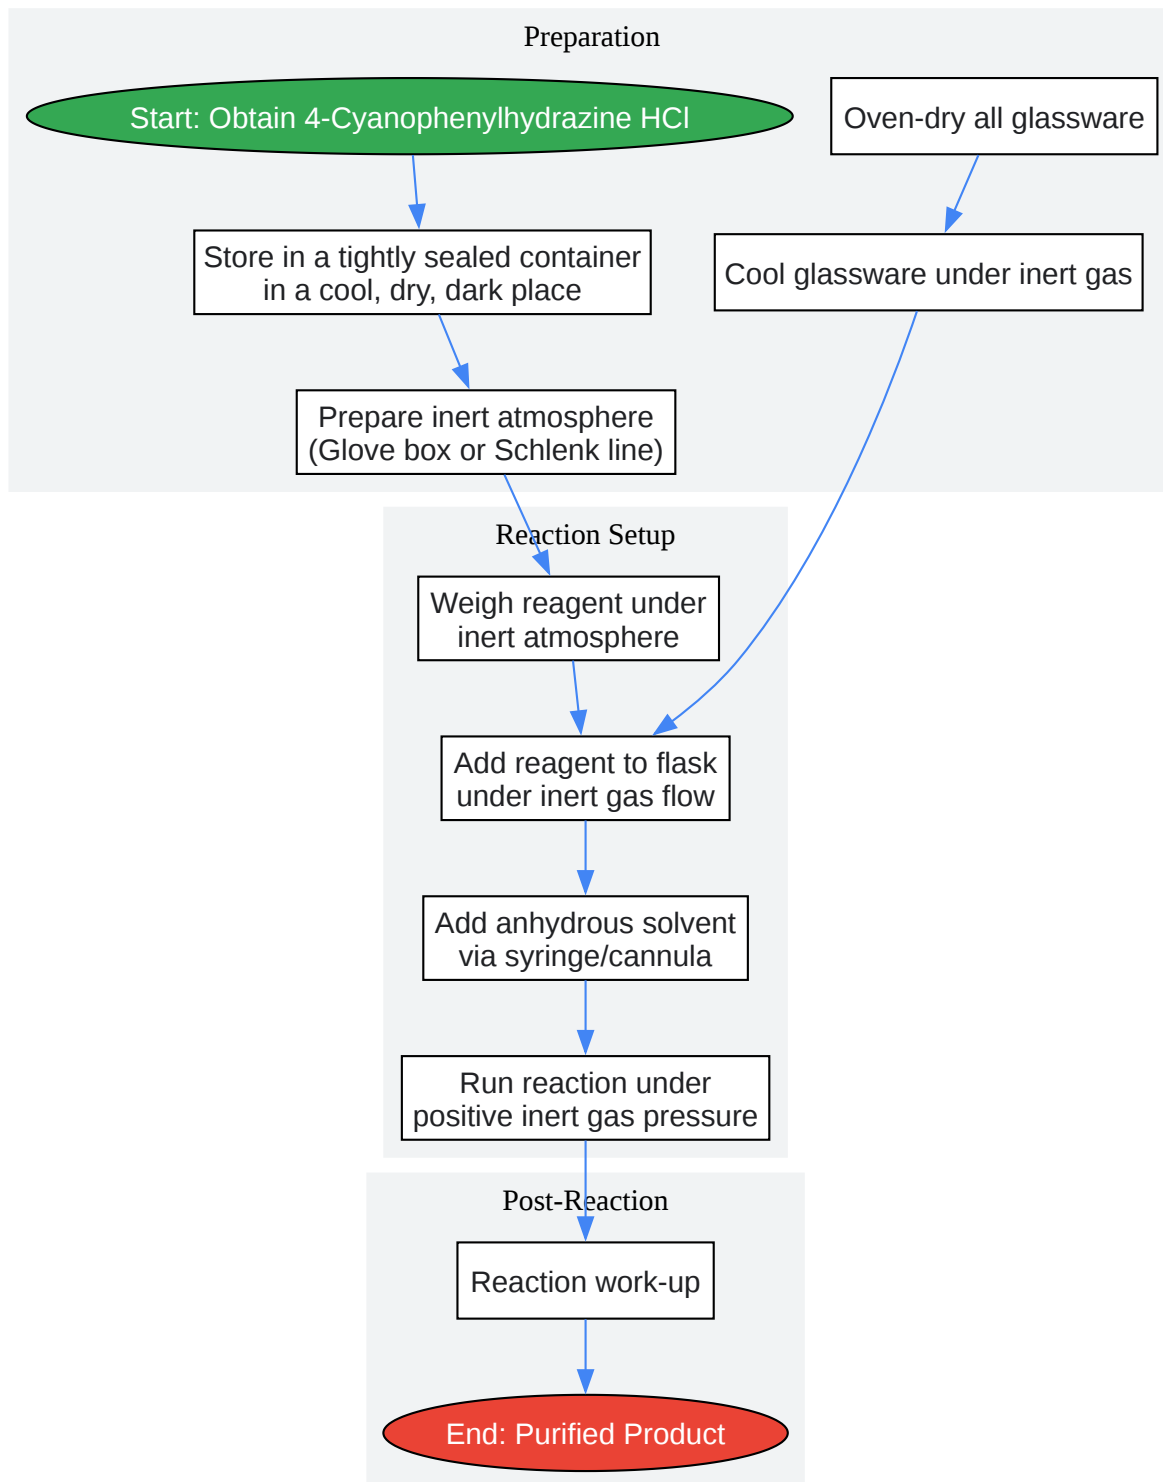 Preparation
Start: Obtain 4-Cyanophenylhydrazine HCl
Oven-dry all glassware
Store in a tightly sealed container
in a cool, dry, dark place
Cool glassware under inert gas
Prepare inert atmosphere
(Glove box or Schlenk line)
Reaction Setup
Weigh reagent under
inert atmosphere
Add reagent to flask
under inert gas flow
Add anhydrous solvent
via syringe/cannula
Run reaction under
positive inert gas pressure
Post-Reaction
Reaction work-up
End: Purified Product